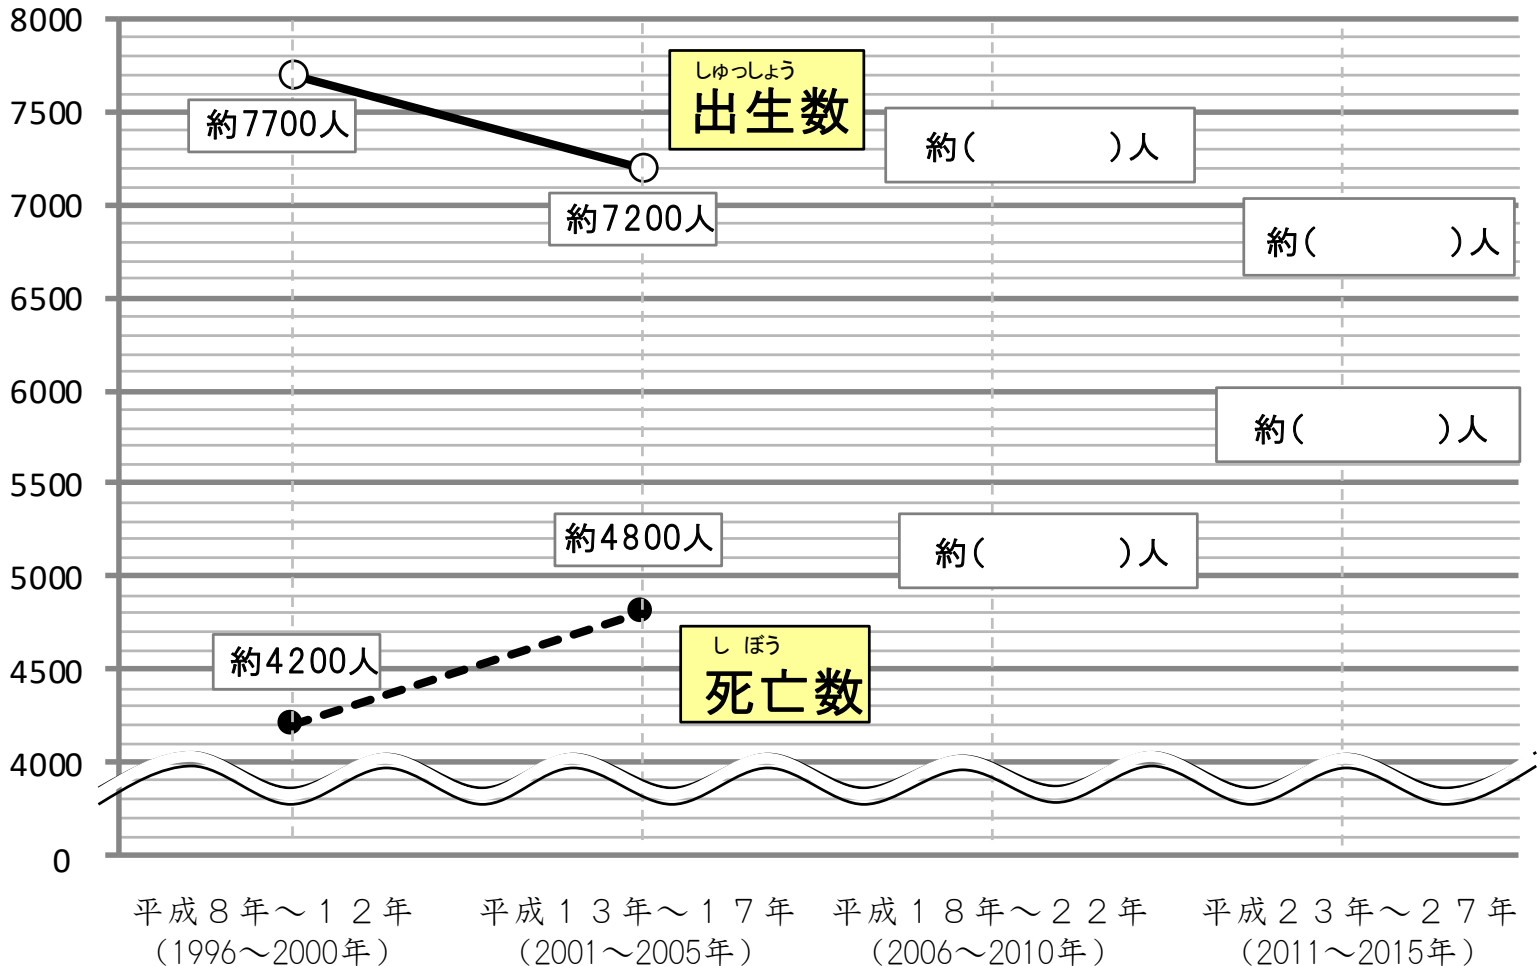 8000
7500
7000
6500
6000
5500
5000
4500
4000
0
しゅっしょう
出生数
約7700人
約7200人
約(　　　)人
約(　　　)人
約(　　　)人
約4800人
約(　　　)人
約4200人
し ぼう
死亡数
平成８年～１２年
（1996～2000年）
平成１３年～１７年
（2001～2005年）
平成１８年～２２年
（2006～2010年）
平成２３年～２７年
（2011～2015年）